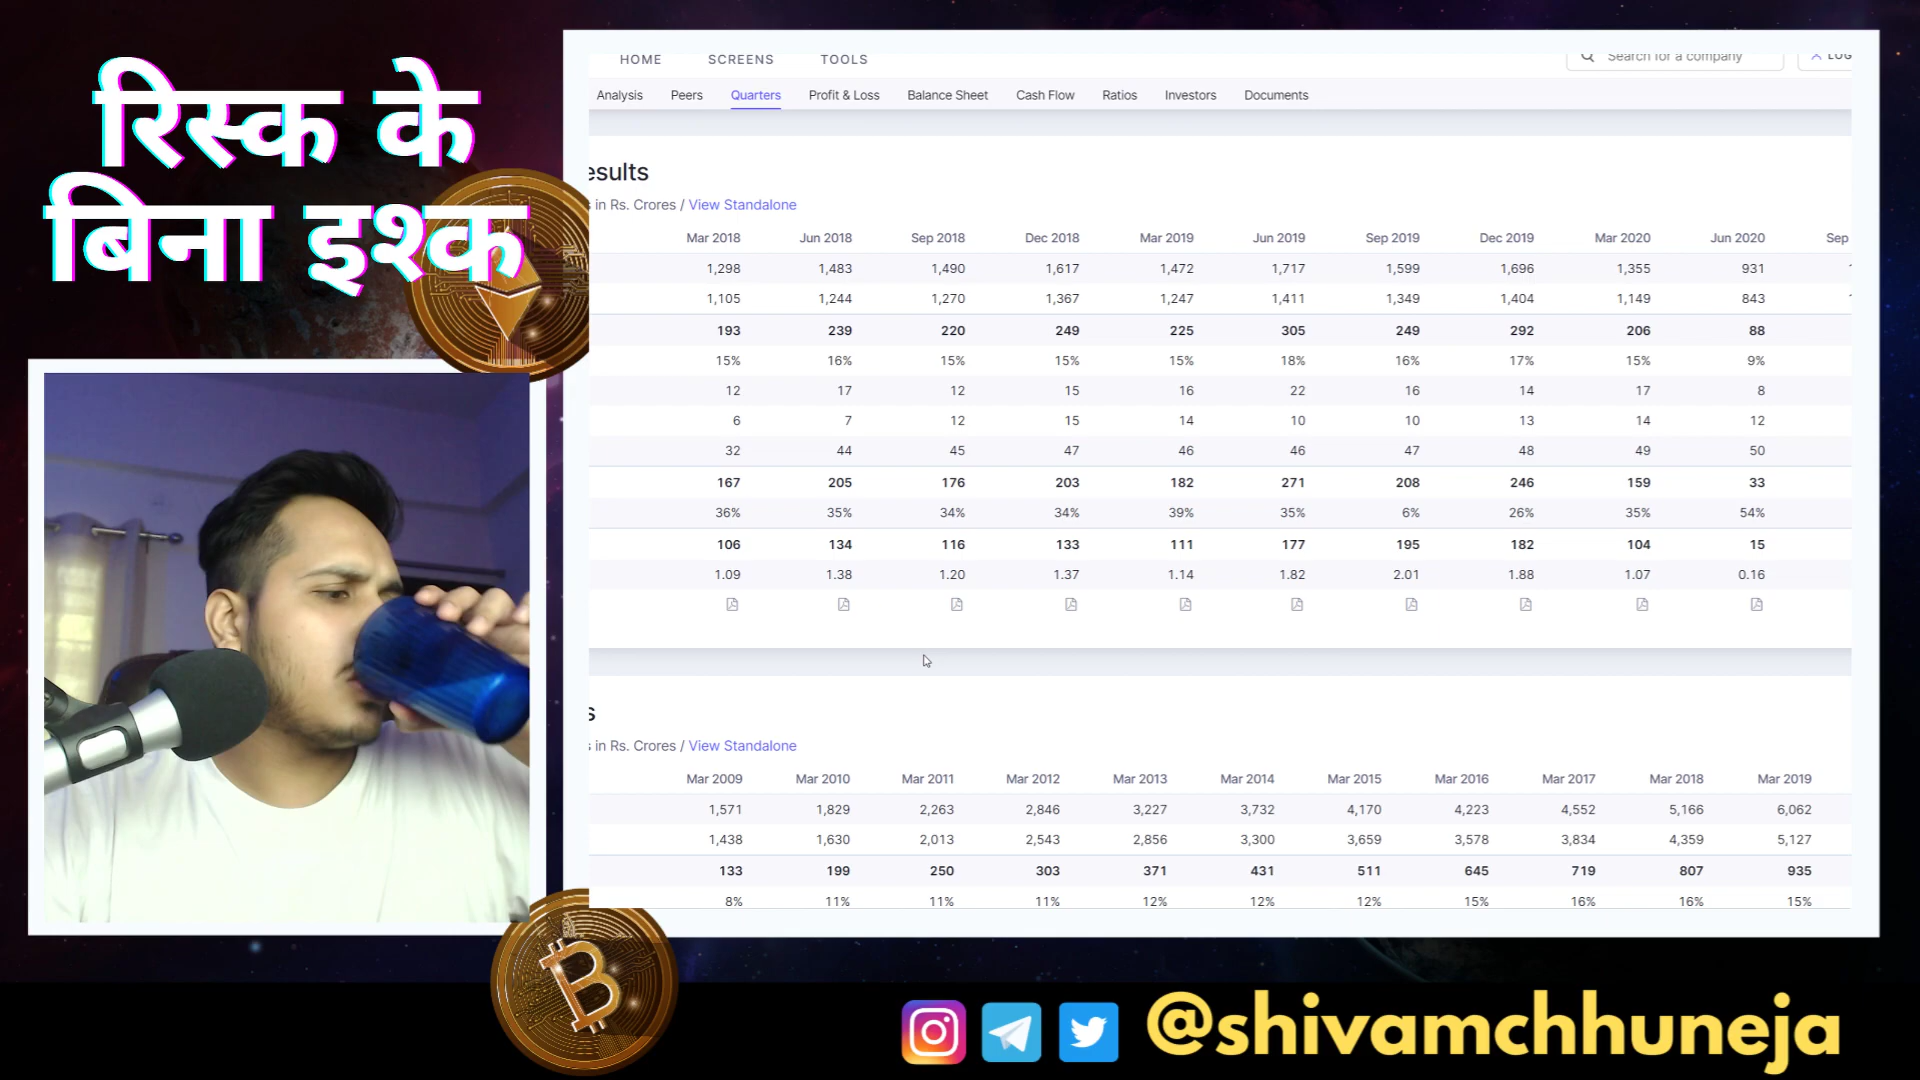 रिस्क के
बिना इश्क
HOME SCREENS TOOLS
Search for a company
Analysis Peers Quarters Profit & Loss Balance Sheet Cash Flow Ratios Investors Documents
esults
in Rs. Crores / View Standalone
Mar 2018 Jun 2018 Sep 2018 Dec 2018 Mar 2019 Jun 2019 Sep 2019 Dec 2019 Mar 2020 Jun 2020 Sep
1,298 1,483 1,490 1,617 1,472 1,717 1,599 1,696 1,355 931
1,105 1,244 1,270 1,367 1,247 1,411 1,349 1,404 1,149 843
193 239 220 249 225 305 249 292 206 88
15% 16% 15% 15% 15% 18% 16% 17% 15% 9%
12 17 12 15 16 22 16 14 17 8
6 7 12 15 14 10 10 13 14 12
32 44 45 47 46 46 47 48 49 50
167 205 176 203 182 271 208 246 159 33
36% 35% 34% 34% 39% 35% 6% 26% 35% 54%
106 134 116 133 111 177 195 182 104 15
1.09 1.38 1.20 1.37 1.14 1.82 2.01 1.88 1.07 0.16
s
in Rs. Crores / View Standalone
Mar 2009 Mar 2010 Mar 2011 Mar 2012 Mar 2013 Mar 2014 Mar 2015 Mar 2016 Mar 2017 Mar 2018 Mar 2019
1,571 1,829 2,263 2,846 3,227 3,732 4,170 4,223 4,552 5,166 6,062
1,438 1,630 2,013 2,543 2,856 3,300 3,659 3,578 3,834 4,359 5,127
133 199 250 303 371 431 511 645 719 807 935
8% 11% 11% 11% 12% 12% 12% 15% 16% 16% 15%
@shivamchhuneja